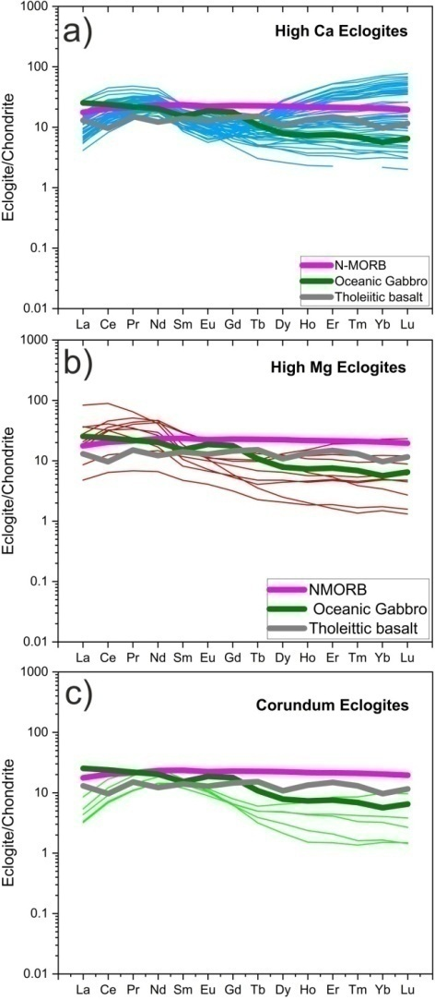 a)
High Ca Eclogites
1000
100
10
1
0.1
0.01
Eclogite/Chondrite
La Ce Pr Nd Sm Eu Gd Tb Dy Ho Er Tm Yb Lu
N-MORB
Oceanic Gabbro
Tholeiitic basalt
b)
High Mg Eclogites
1000
100
10
1
0.1
0.01
Eclogite/Chondrite
La Ce Pr Nd Sm Eu Gd Tb Dy Ho Er Tm Yb Lu
NMORB
Oceanic Gabbro
Tholeittic basalt
c)
Corundum Eclogites
1000
100
10
1
0.1
0.01
Eclogite/Chondrite
La Ce Pr Nd Sm Eu Gd Tb Dy Ho Er Tm Yb Lu